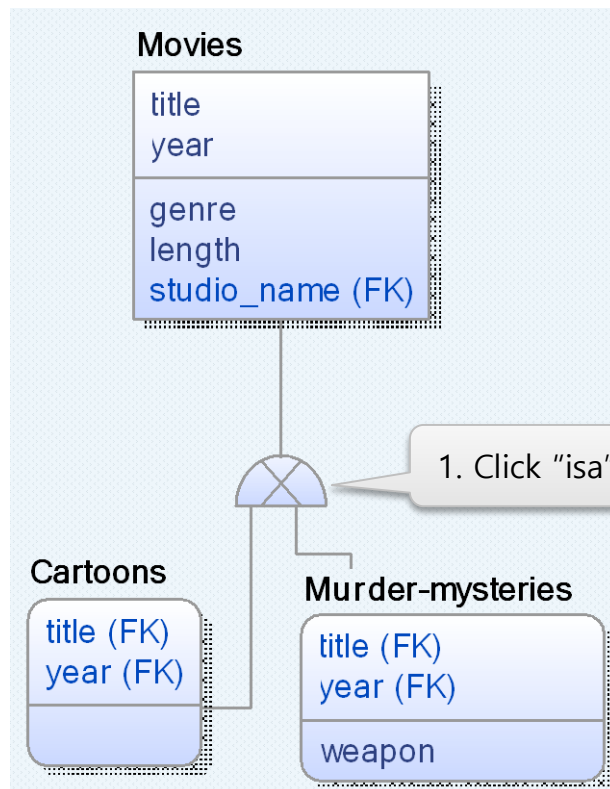 Movies
title
year
genre
length
studio_name (FK)
1. Click "isa"
Cartoons
title (FK)
year (FK)
Murder-mysteries
title (FK)
year (FK)
weapon